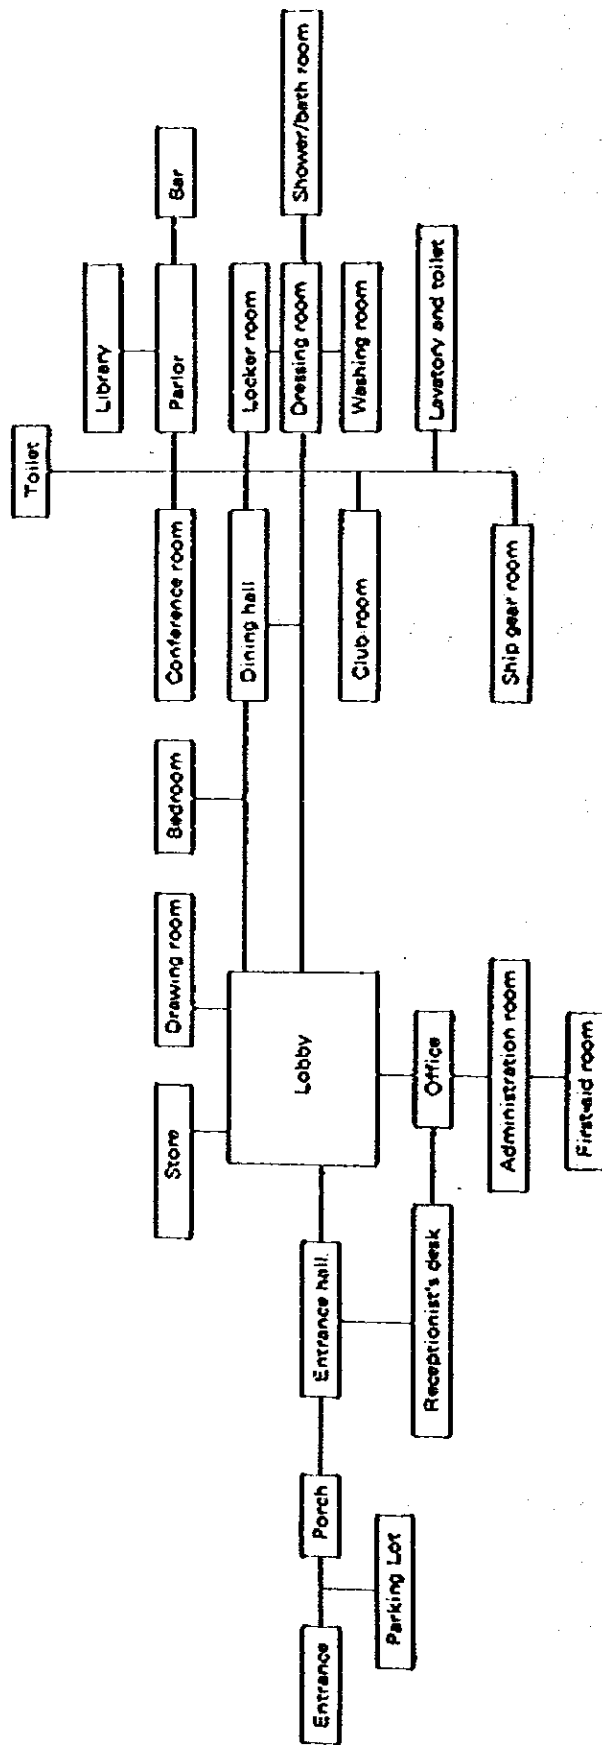 Entrance
Parking Lot
Porch
Entrance hall.
Receptionist's desk
Store
Drawing room
Lobby
Office
Administration room
First-aid room
Bedroom
Conference room
Dining hall
Club room
Ship gear room
Toilet
Library
Parlor
Locker room
Dressing room
Washing room
Lavatory and toilet
Bar
Shower/bath room